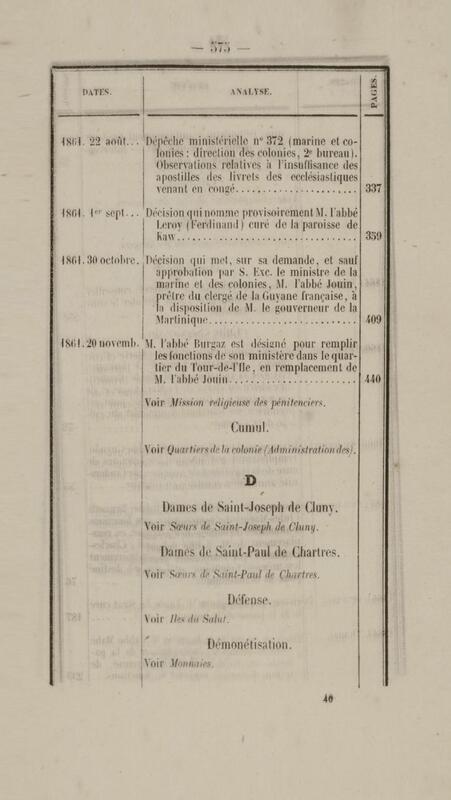 — 575 —
DATES.
ANALYSE.
PAGES.
1861. 22 août... Dépêche ministérielle n° 372 (marine et co-
lonies : direction des colonies, 2e bureau).
Observations relatives à l'insuffisance des
apostilles des livrets des ecclésiastiques
venant en congé.................... 337
1861. 1er sept... Décision qui nomme provisoirement M. l'abbé
Leroy (Ferdinand) curé de la paroisse de
Kaw.................... 359
1861. 30 octobre. Décision qui met, sur sa demande, et sauf
approbation par S. Exc. le ministre de la
marine et des colonies, M. l'abbé Jouin,
prêtre du clergé de la Guyane française, à
la disposition de M. le gouverneur de la
Martinique.................... 409
1861. 20 novemb. M. l'abbé Burgaz est désigné pour remplir
les fonctions de son ministère dans le quar-
tier du Tour-de-l'Ile, en remplacement de
M. l'abbé Jouin.................... 440
Voir Mission religieuse des pénitenciers.
Cumul.
Voir Quartiers de la colonie (Administration des).
D
Dames de Saint-Joseph de Cluny.
Voir Sœurs de Saint-Joseph de Cluny.
Dames de Saint-Paul de Chartres.
Voir Sœurs de Saint-Paul de Chartres.
Défense.
Voir Iles du Salut.
Démonétisation.
Voir Monnaies.
40